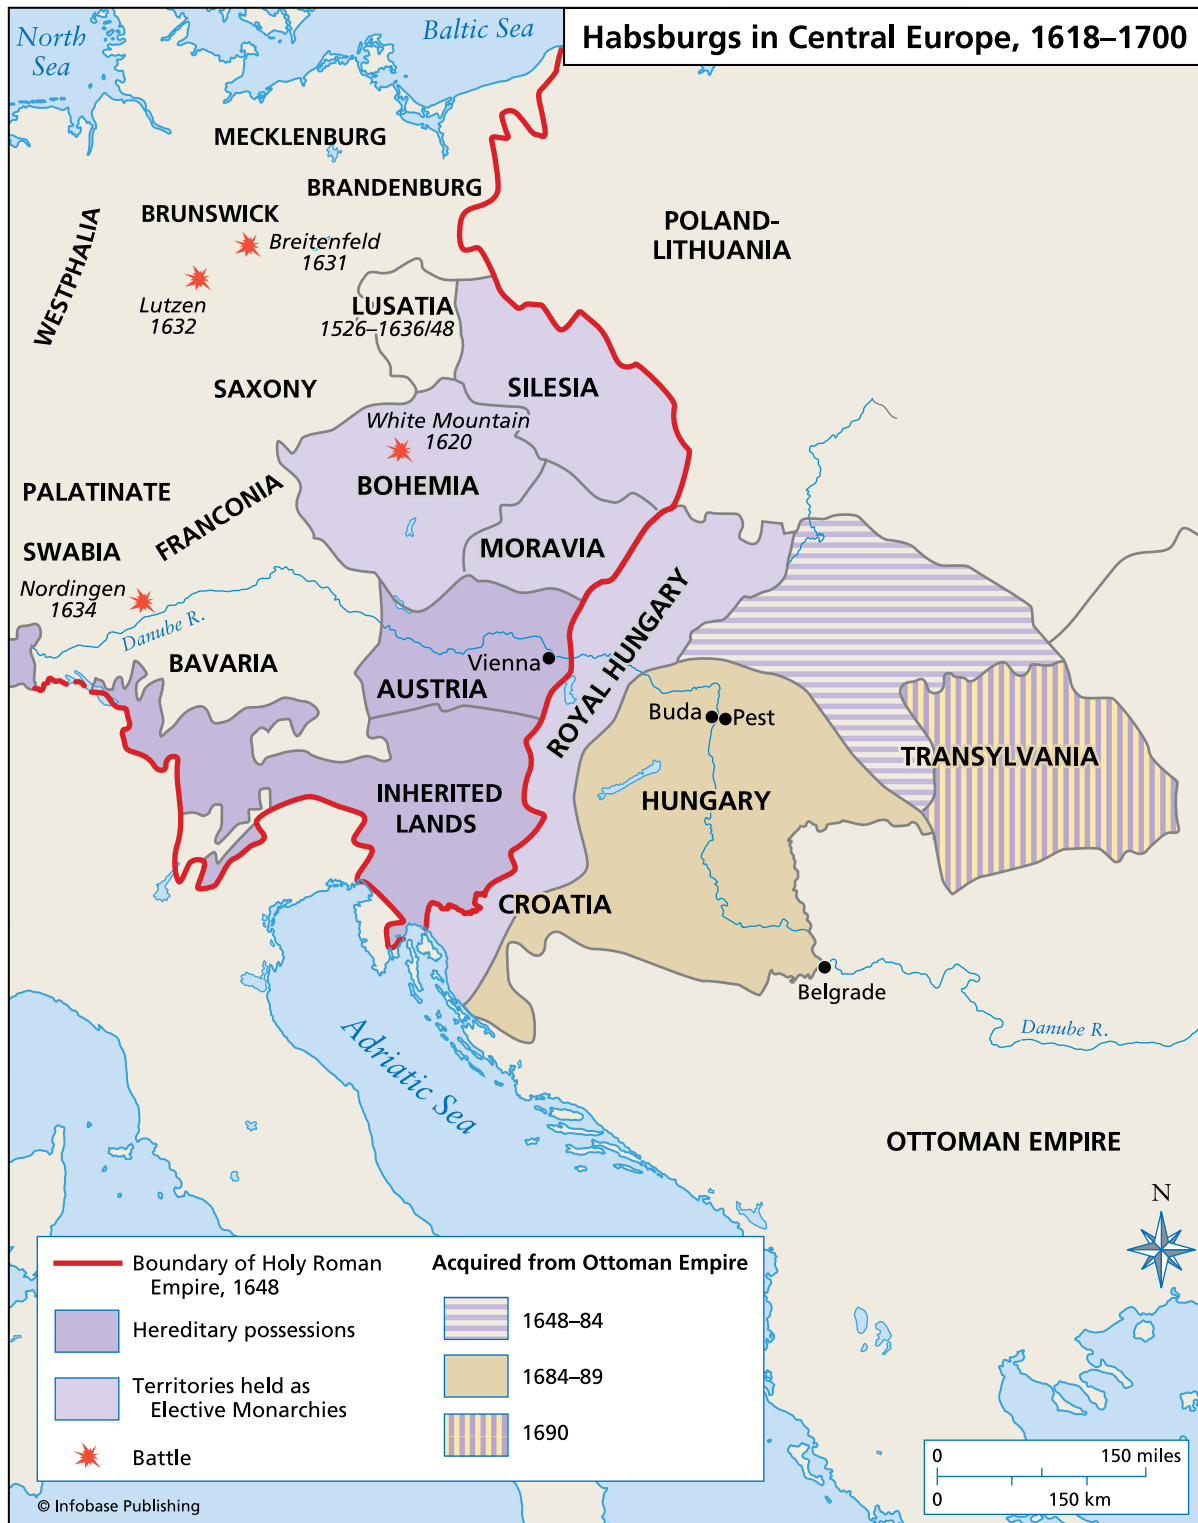 Habsburgs in Central Europe, 1618–1700
North
Sea
Baltic Sea
MECKLENBURG
BRANDENBURG
BRUNSWICK
WESTPHALIA
Breitenfeld
1631
POLAND-
LITHUANIA
Lutzen
1632
LUSATIA
1526–1636/48
SAXONY
SILESIA
White Mountain
1620
BOHEMIA
PALATINATE
FRANCONIA
SWABIA
MORAVIA
Nordingen
1634
Danube R.
BAVARIA
Vienna
AUSTRIA
ROYAL HUNGARY
Buda
Pest
TRANSYLVANIA
INHERITED
LANDS
HUNGARY
CROATIA
Belgrade
Danube R.
Adriatic Sea
OTTOMAN EMPIRE
N
Boundary of Holy Roman
Empire, 1648
Hereditary possessions
Territories held as
Elective Monarchies
Battle
Acquired from Ottoman Empire
1648–84
1684–89
1690
0
150 miles
0
150 km
© Infobase Publishing